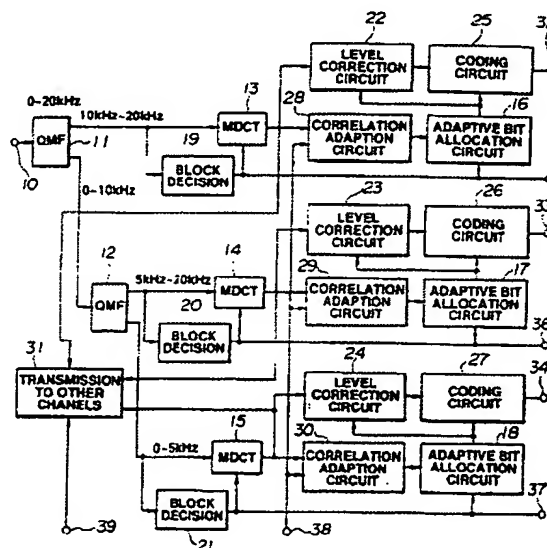 22
25
32
LEVEL
CORRECTION
CIRCUIT
CODING
CIRCUIT
0~20kHz
13
28
16
10kHz~20kHz
MDCT
CORRELATION
ADAPTION
CIRCUIT
ADAPTIVE BIT
ALLOCATION
CIRCUIT
QMF
11
19
10
BLOCK
DECISION
0~10kHz
23
26
33
LEVEL
CORRECTION
CIRCUIT
CODING
CIRCUIT
12
14
29
17
5kHz~20kHz
QMF
MDCT
CORRELATION
ADAPTION
CIRCUIT
ADAPTIVE BIT
ALLOCATION
CIRCUIT
20
BLOCK
DECISION
36
31
24
27
34
TRANSMISSION
TO OTHER
CHANELS
LEVEL
CORRECTION
CIRCUIT
CODING
CIRCUIT
15
30
18
0~5kHz
MDCT
CORRELATION
ADAPTION
CIRCUIT
ADAPTIVE BIT
ALLOCATION
CIRCUIT
BLOCK
DECISION
37
39
21
38